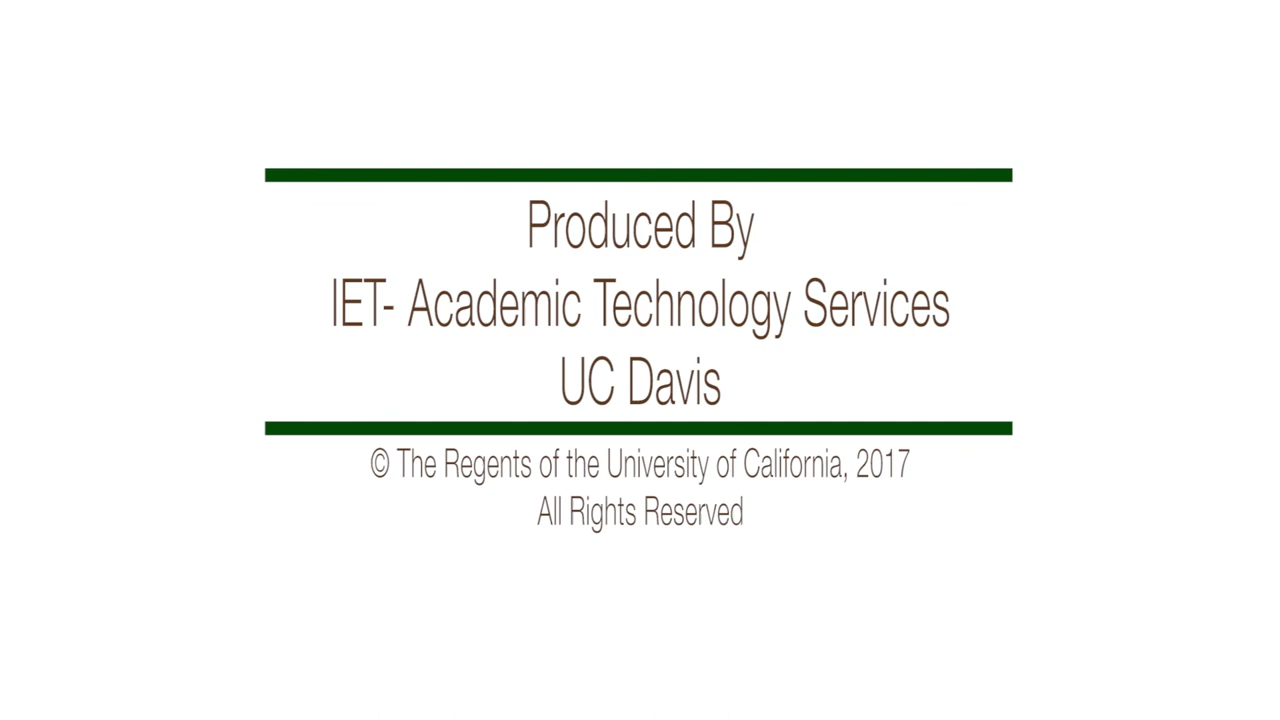 Produced By
IET- Academic Technology Services
UC Davis
© The Regents of the University of California, 2017
All Rights Reserved